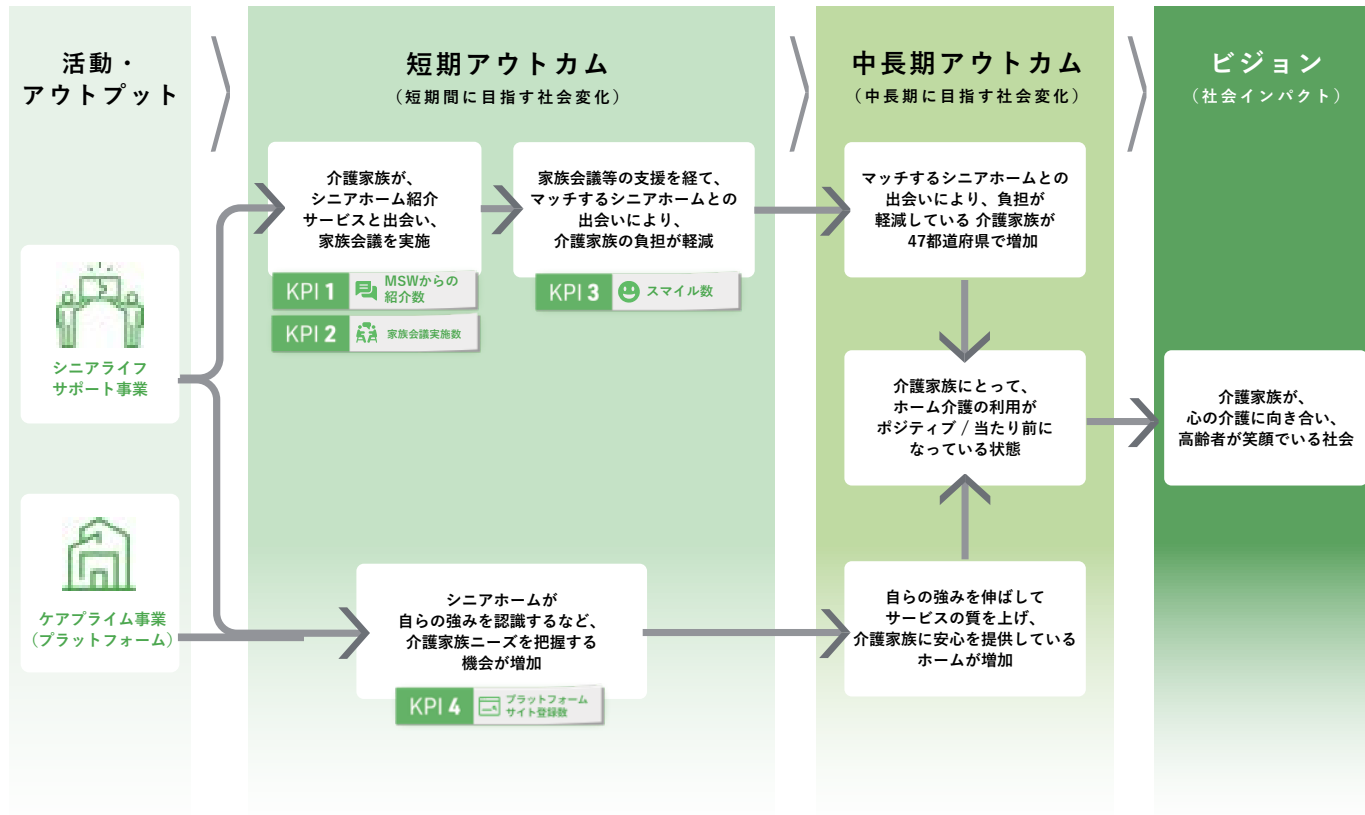 活動・
アウトプット
短期アウトカム
（短期間に目指す社会変化）
中長期アウトカム
（中長期に目指す社会変化）
ビジョン
（社会インパクト）
シニアライフ
サポート事業
ケアプライム事業
（プラットフォーム）
介護家族が、
シニアホーム紹介
サービスと出会い、
家族会議を実施
KPI 1
MSWからの
紹介数
KPI 2
家族会議実施数
家族会議等の支援を経て、
マッチするシニアホームとの
出会いにより、
介護家族の負担が軽減
KPI 3
スマイル数
シニアホームが
自らの強みを認識するなど、
介護家族ニーズを把握する
機会が増加
KPI 4
プラットフォーム
サイト登録数
マッチするシニアホームとの
出会いにより、負担が
軽減している 介護家族が
47都道府県で増加
介護家族にとって、
ホーム介護の利用が
ポジティブ / 当たり前に
なっている状態
自らの強みを伸ばして
サービスの質を上げ、
介護家族に安心を提供している
ホームが増加
介護家族が、
心の介護に向き合い、
高齢者が笑顔でいる社会